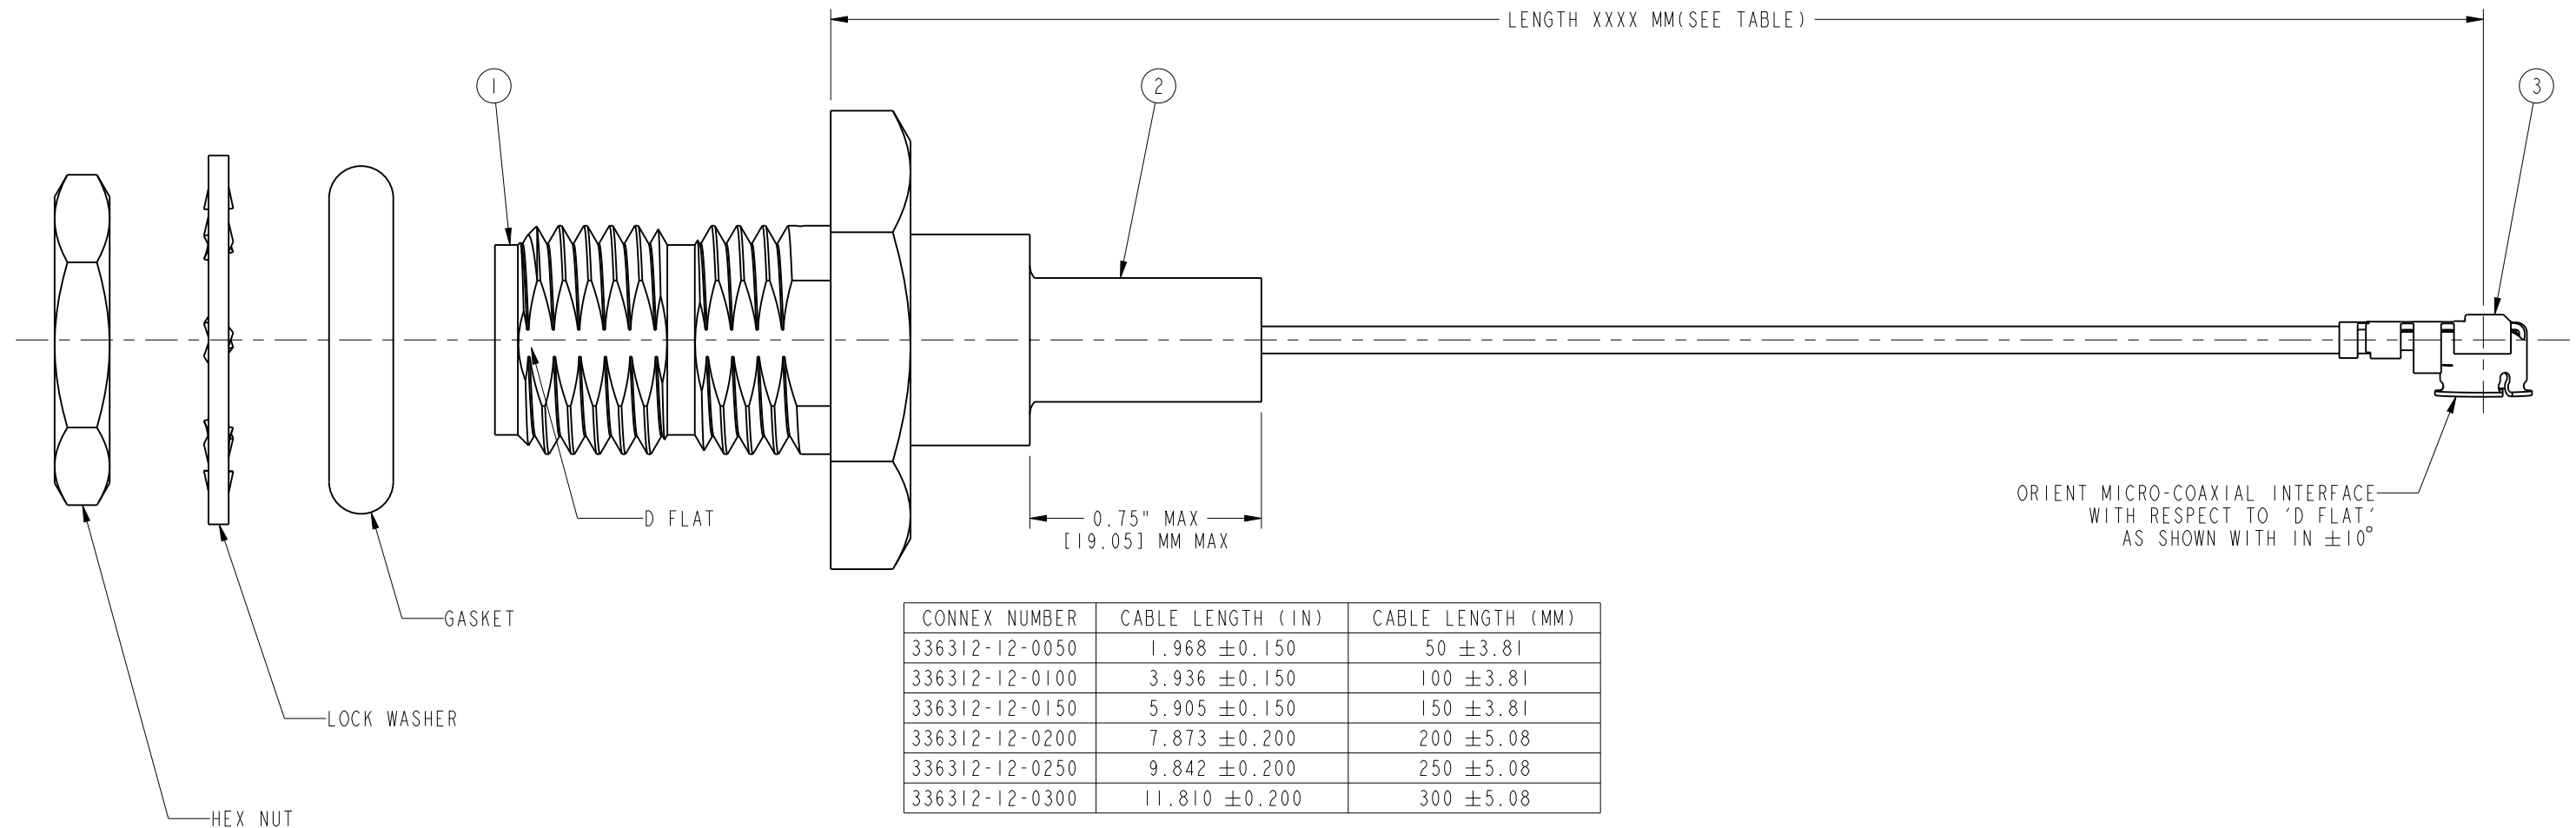 LENGTH XXXX MM(SEE TABLE)
1
2
3
D FLAT
0.75" MAX
[19.05] MM MAX
ORIENT MICRO-COAXIAL INTERFACE
WITH RESPECT TO 'D FLAT'
AS SHOWN WITH IN ±10°
GASKET
LOCK WASHER
HEX NUT
CONNEX NUMBER CABLE LENGTH (IN) CABLE LENGTH (MM)
336312-12-0050 1.968 ±0.150 50 ±3.81
336312-12-0100 3.936 ±0.150 100 ±3.81
336312-12-0150 5.905 ±0.150 150 ±3.81
336312-12-0200 7.873 ±0.200 200 ±5.08
336312-12-0250 9.842 ±0.200 250 ±5.08
336312-12-0300 11.810 ±0.200 300 ±5.08